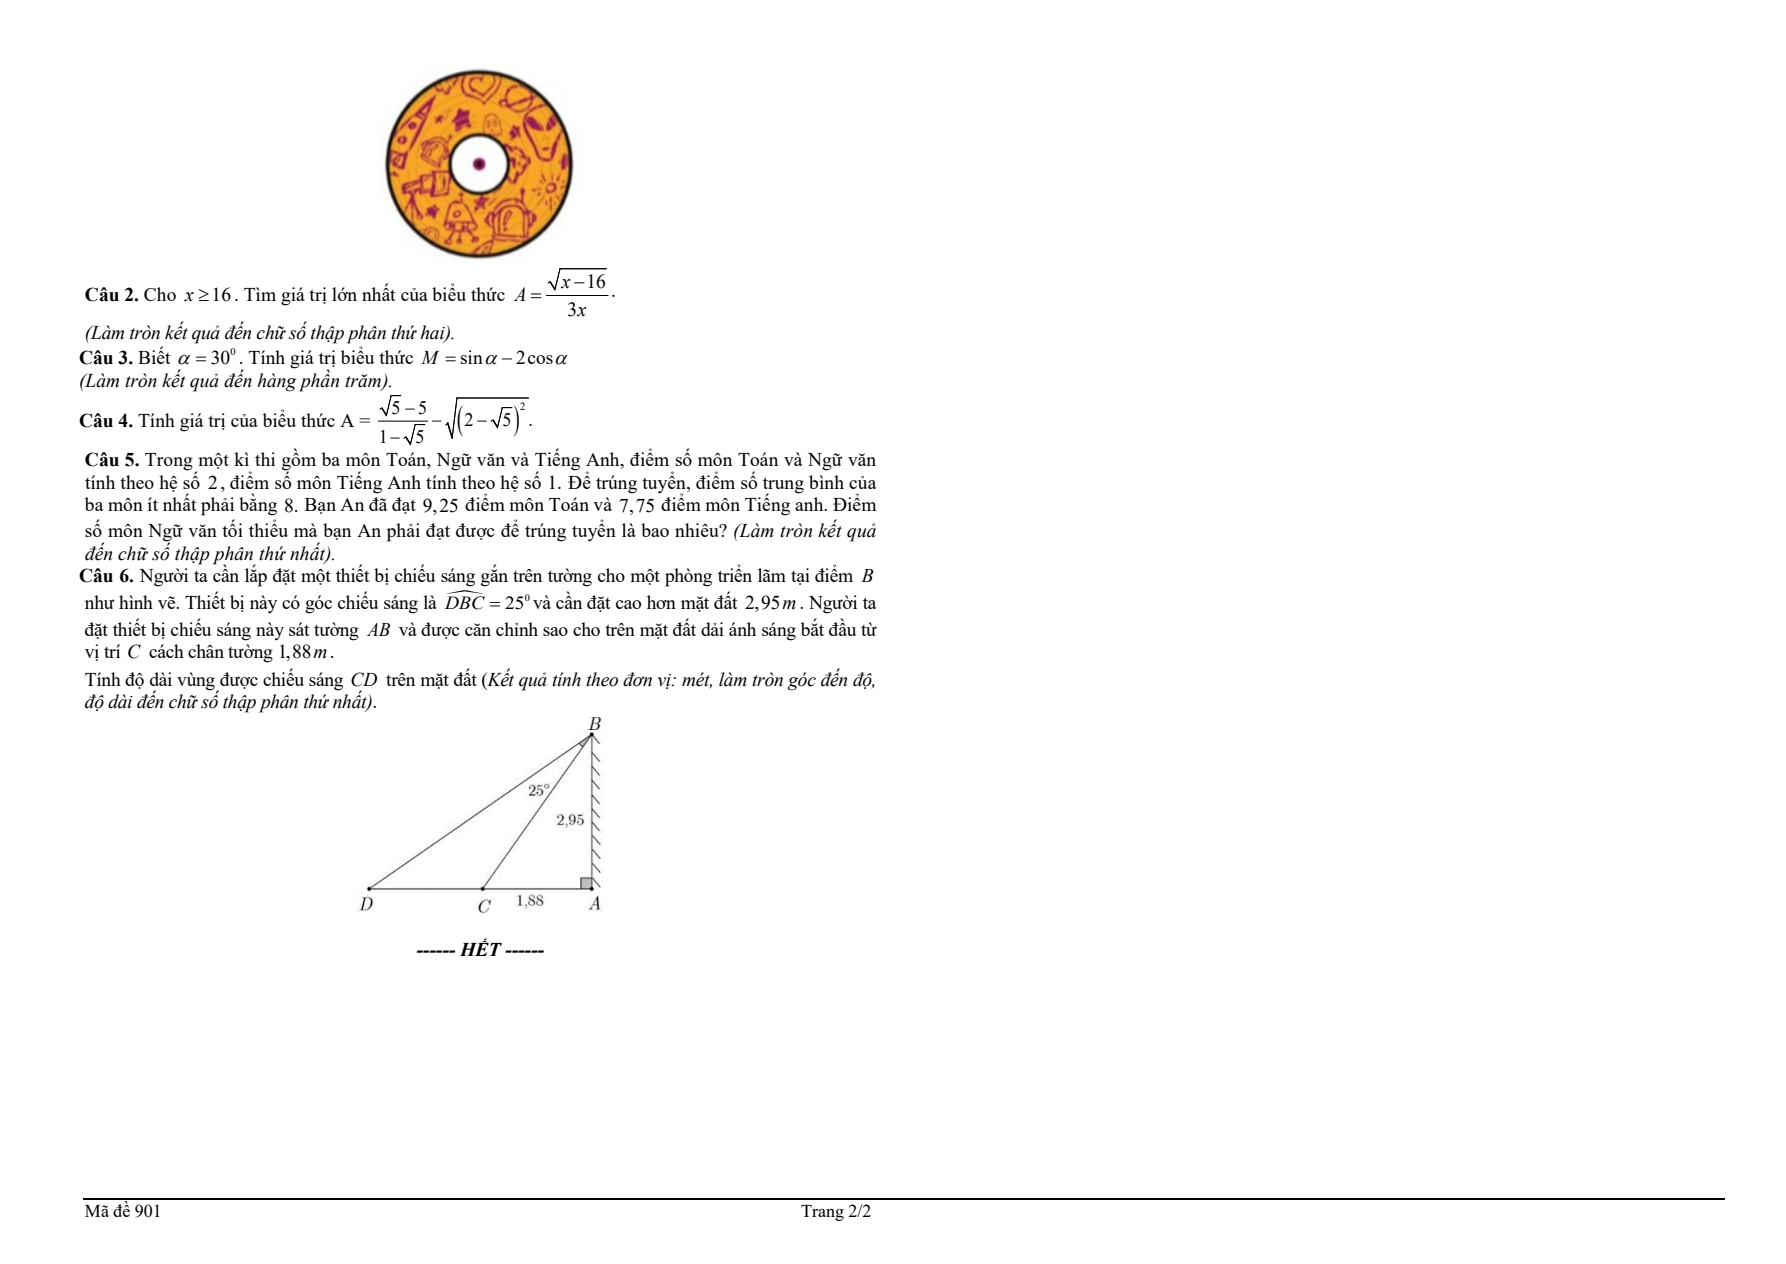 Câu 2. Cho x ≥ 16. Tìm giá trị lớn nhất của biểu thức A = \frac{\sqrt{x-16}}{3x}.
(Làm tròn kết quả đến chữ số thập phân thứ hai).
Câu 3. Biết α = 30⁰. Tính giá trị biểu thức M = sin α − 2cos α
(Làm tròn kết quả đến hàng phần trăm).
Câu 4. Tính giá trị của biểu thức A = \frac{\sqrt{5}-5}{1-\sqrt{5}} - \sqrt{(2-\sqrt{5})^2}.
Câu 5. Trong một kì thi gồm ba môn Toán, Ngữ văn và Tiếng Anh, điểm số môn Toán và Ngữ văn
tính theo hệ số 2, điểm số môn Tiếng Anh tính theo hệ số 1. Để trúng tuyển, điểm số trung bình của
ba môn ít nhất phải bằng 8. Bạn An đã đạt 9,25 điểm môn Toán và 7,75 điểm môn Tiếng anh. Điểm
số môn Ngữ văn tối thiểu mà bạn An phải đạt được để trúng tuyển là bao nhiêu? (Làm tròn kết quả
đến chữ số thập phân thứ nhất).
Câu 6. Người ta cần lắp đặt một thiết bị chiếu sáng gắn trên tường cho một phòng triển lãm tại điểm B
như hình vẽ. Thiết bị này có góc chiếu sáng là \widehat{DBC} = 25⁰ và cần đặt cao hơn mặt đất 2,95m. Người ta
đặt thiết bị chiếu sáng này sát tường AB và được căn chỉnh sao cho trên mặt đất dải ánh sáng bắt đầu từ
vị trí C cách chân tường 1,88m.
Tính độ dài vùng được chiếu sáng CD trên mặt đất (Kết quả tính theo đơn vị: mét, làm tròn góc đến độ,
độ dài đến chữ số thập phân thứ nhất).
B
25°
2,95
D
C
1,88
A
------ HẾT ------
Mã đề 901
Trang 2/2